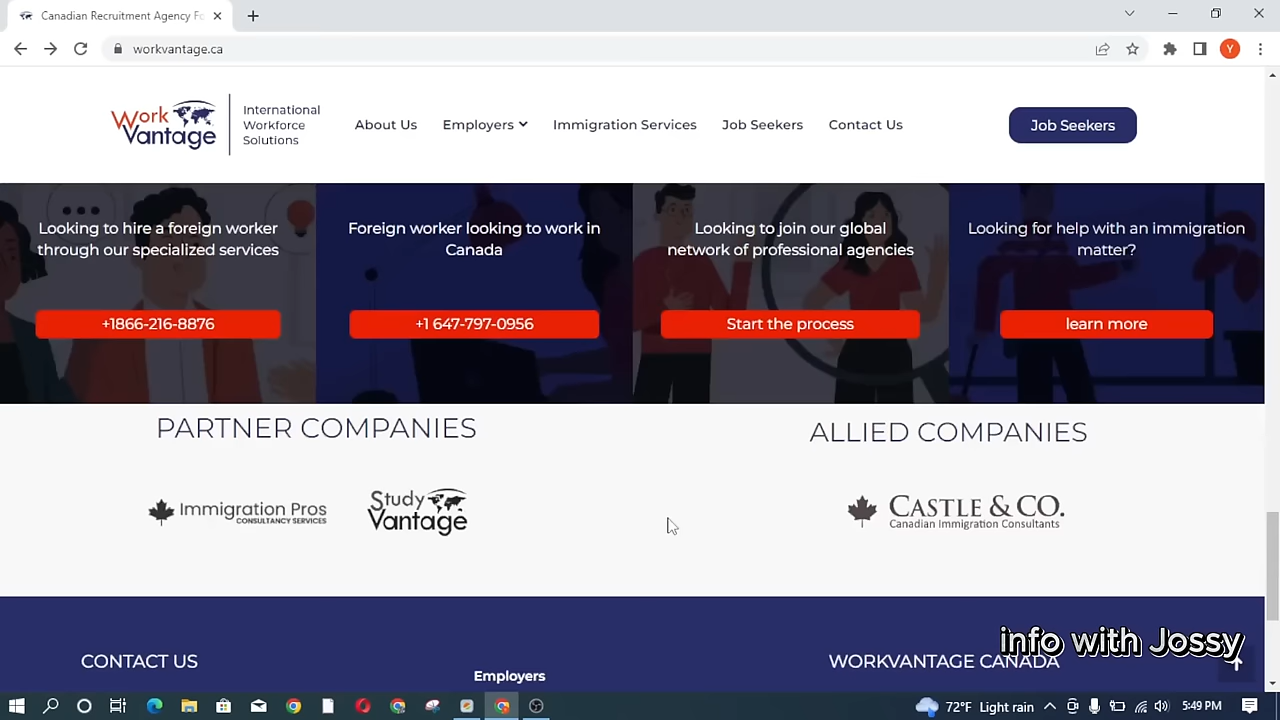 Canadian Recruitment Agency Fo
workvantage.ca
Y
Work
Vantage
International
Workforce
Solutions
About Us
Employers
Immigration Services
Job Seekers
Contact Us
Job Seekers
Looking to hire a foreign worker
through our specialized services
+1866-216-8876
Foreign worker looking to work in
Canada
+1 647-797-0956
Looking to join our global
network of professional agencies
Start the process
Looking for help with an immigration
matter?
learn more
PARTNER COMPANIES
ALLIED COMPANIES
Immigration Pros
CONSULTANCY SERVICES
Study
Vantage
CASTLE & CO.
Canadian Immigration Consultants
CONTACT US
Employers
WORKVANTAGE CANADA
info with Jossy
72°F Light rain
5:49 PM